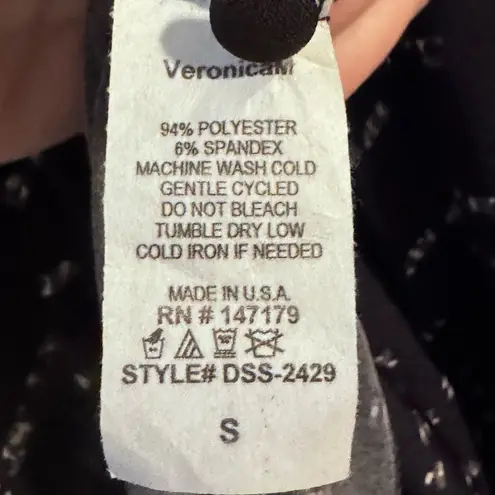 VeronicaM
94% POLYESTER
6% SPANDEX
MACHINE WASH COLD
GENTLE CYCLED
DO NOT BLEACH
TUMBLE DRY LOW
COLD IRON IF NEEDED
MADE IN U.S.A.
RN # 147179
STYLE# DSS-2429
S